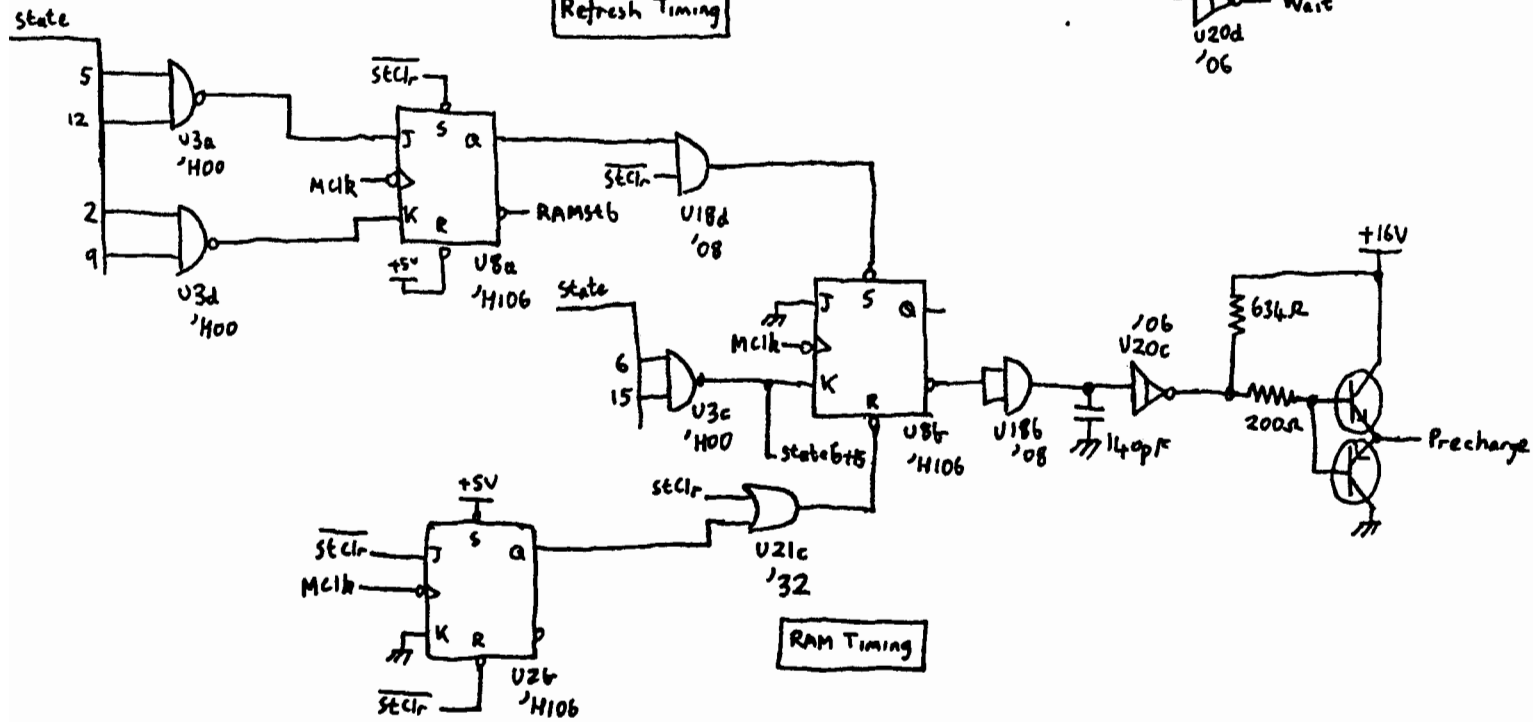 State
Refresh Timing
Wait
U20d
'06
5
12
U3a
'H00
2
9
U3d
'H00
StClr
J
S
Q
MClk
K
R
+5V
U8a
'H106
RAMStb
StClr
U18d
'08
State
6
15
U3c
'H00
State6+15
J
S
Q
MClk
K
R
U8b
'H106
U18b
'08
140pF
'06
U20c
+16V
634Ω
200Ω
Precharge
+5V
StClr
J
S
Q
MClk
K
R
StClr
U2b
'H106
StClr
U21c
'32
RAM Timing